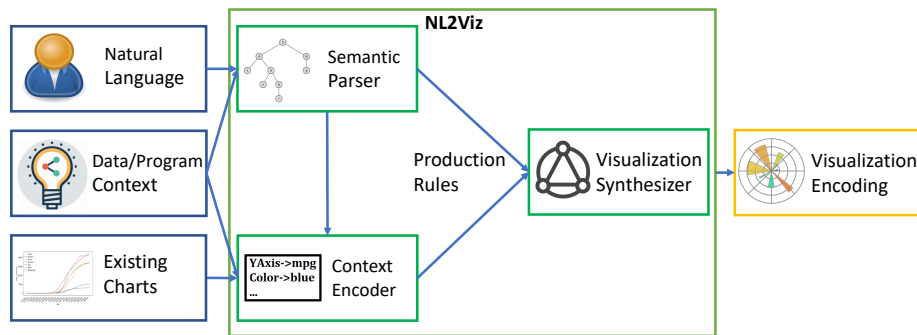 NL2Viz
Natural
Language
Semantic
Parser
Data/Program
Context
Production
Rules
Visualization
Synthesizer
Visualization
Encoding
Existing
Charts
YAxis->mpg
Color->blue
...
Context
Encoder